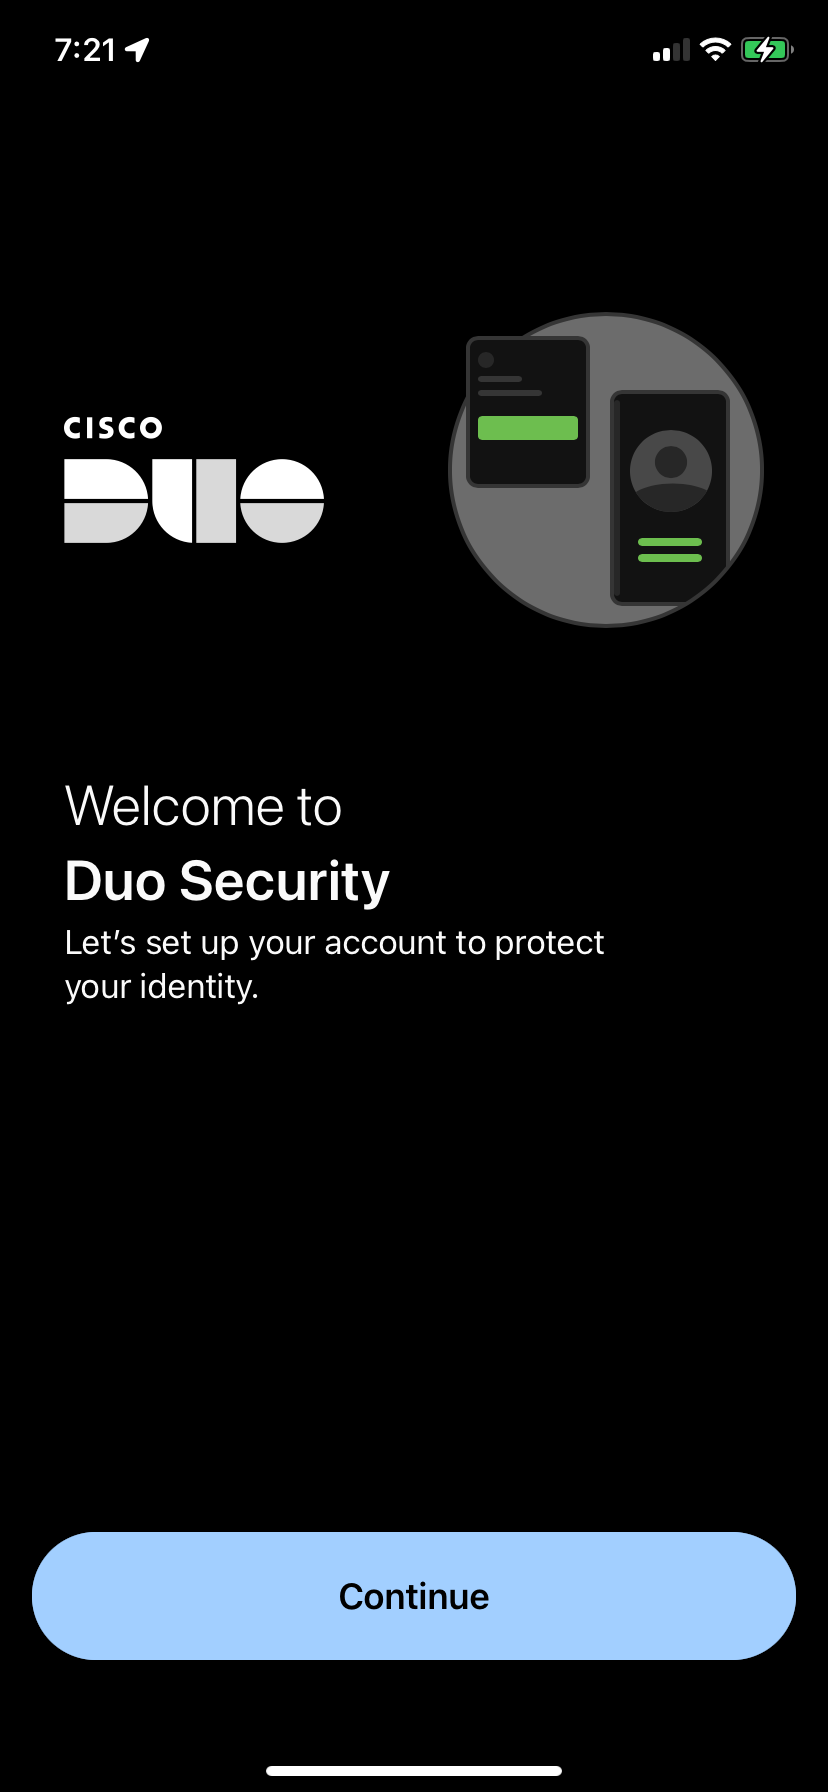 7:21
CISCO
DUO
Welcome to
Duo Security
Let’s set up your account to protect
your identity.
Continue